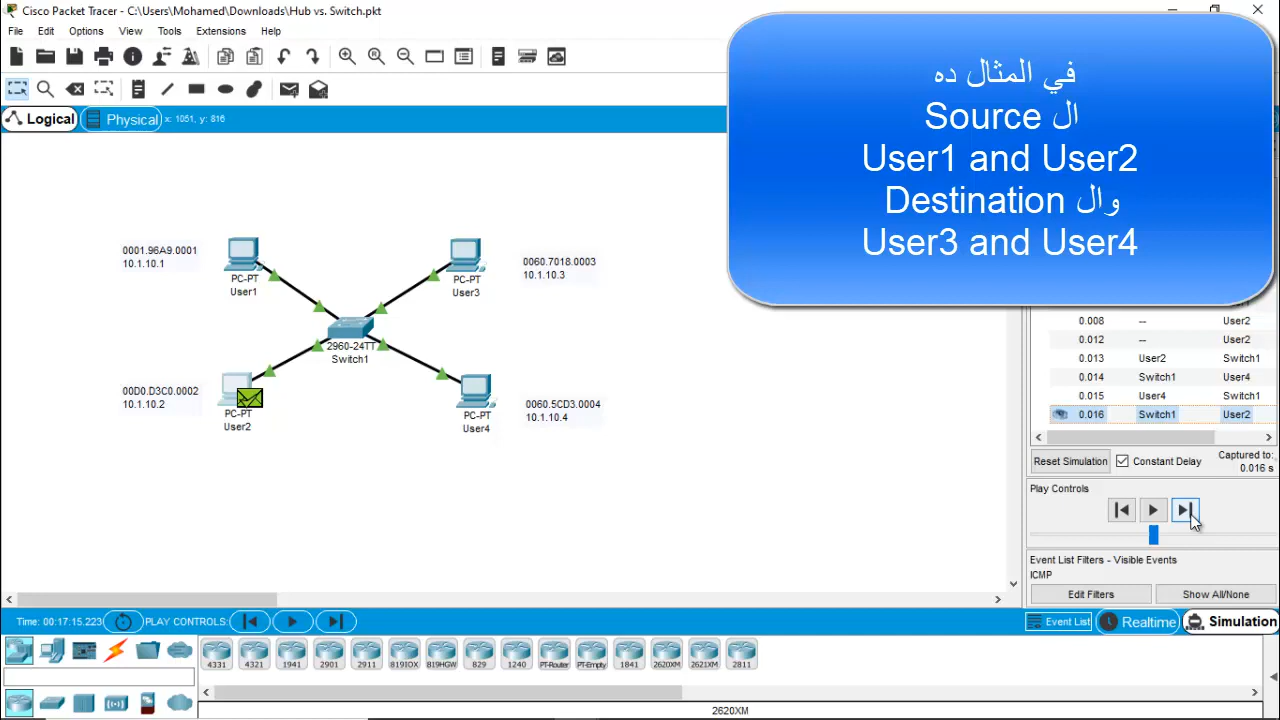 Cisco Packet Tracer - C:\Users\Mohamed\Downloads\Hub vs. Switch.pkt
File Edit Options View Tools Extensions Help
Logical Physical x: 1051, y: 816
في المثال ده
ال Source
User1 and User2
وال Destination
User3 and User4
0001.96A9.0001
10.1.10.1
PC-PT
User1
PC-PT
User3
0060.7018.0003
10.1.10.3
2960-24TT
Switch1
00D0.D3C0.0002
10.1.10.2
PC-PT
User2
PC-PT
User4
0060.5CD3.0004
10.1.10.4
0.008 -- User2
0.012 -- User2
0.013 User2 Switch1
0.014 Switch1 User4
0.015 User4 Switch1
0.016 Switch1 User2
Reset Simulation Constant Delay Captured to:
0.016 s
Play Controls
Event List Filters - Visible Events
ICMP
Edit Filters Show All/None
Time: 00:17:15.223 PLAY CONTROLS: Event List Realtime Simulation
4331 4321 1941 2901 2911 819IOX 819HGW 829 1240 PT-Router PT-Empty 1841 2620XM 2621XM 2811
2620XM